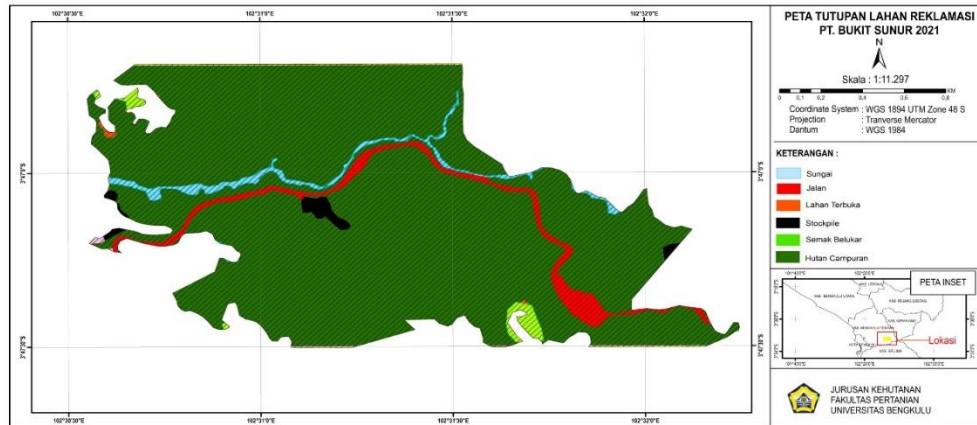 PETA TUTUPAN LAHAN REKLAMASI
PT. BUKIT SUNUR 2021
N
Skala : 1:11.297
0 0,1 0,2 0,4 0,6 0,8
KM
Coordinate System : WGS 1894 UTM Zone 48 S
Projection : Tranverse Mercator
Dantum : WGS 1984
KETERANGAN :
Sungai
Jalan
Lahan Terbuka
Stockpile
Semak Belukar
Hutan Campuran
PETA INSET
Lokasi
JURUSAN KEHUTANAN
FAKULTAS PERTANIAN
UNIVERSITAS BENGKULU
102°30'30"E 102°31'0"E 102°31'30"E 102°32'0"E
102°30'30"E 102°31'0"E 102°31'30"E 102°32'0"E